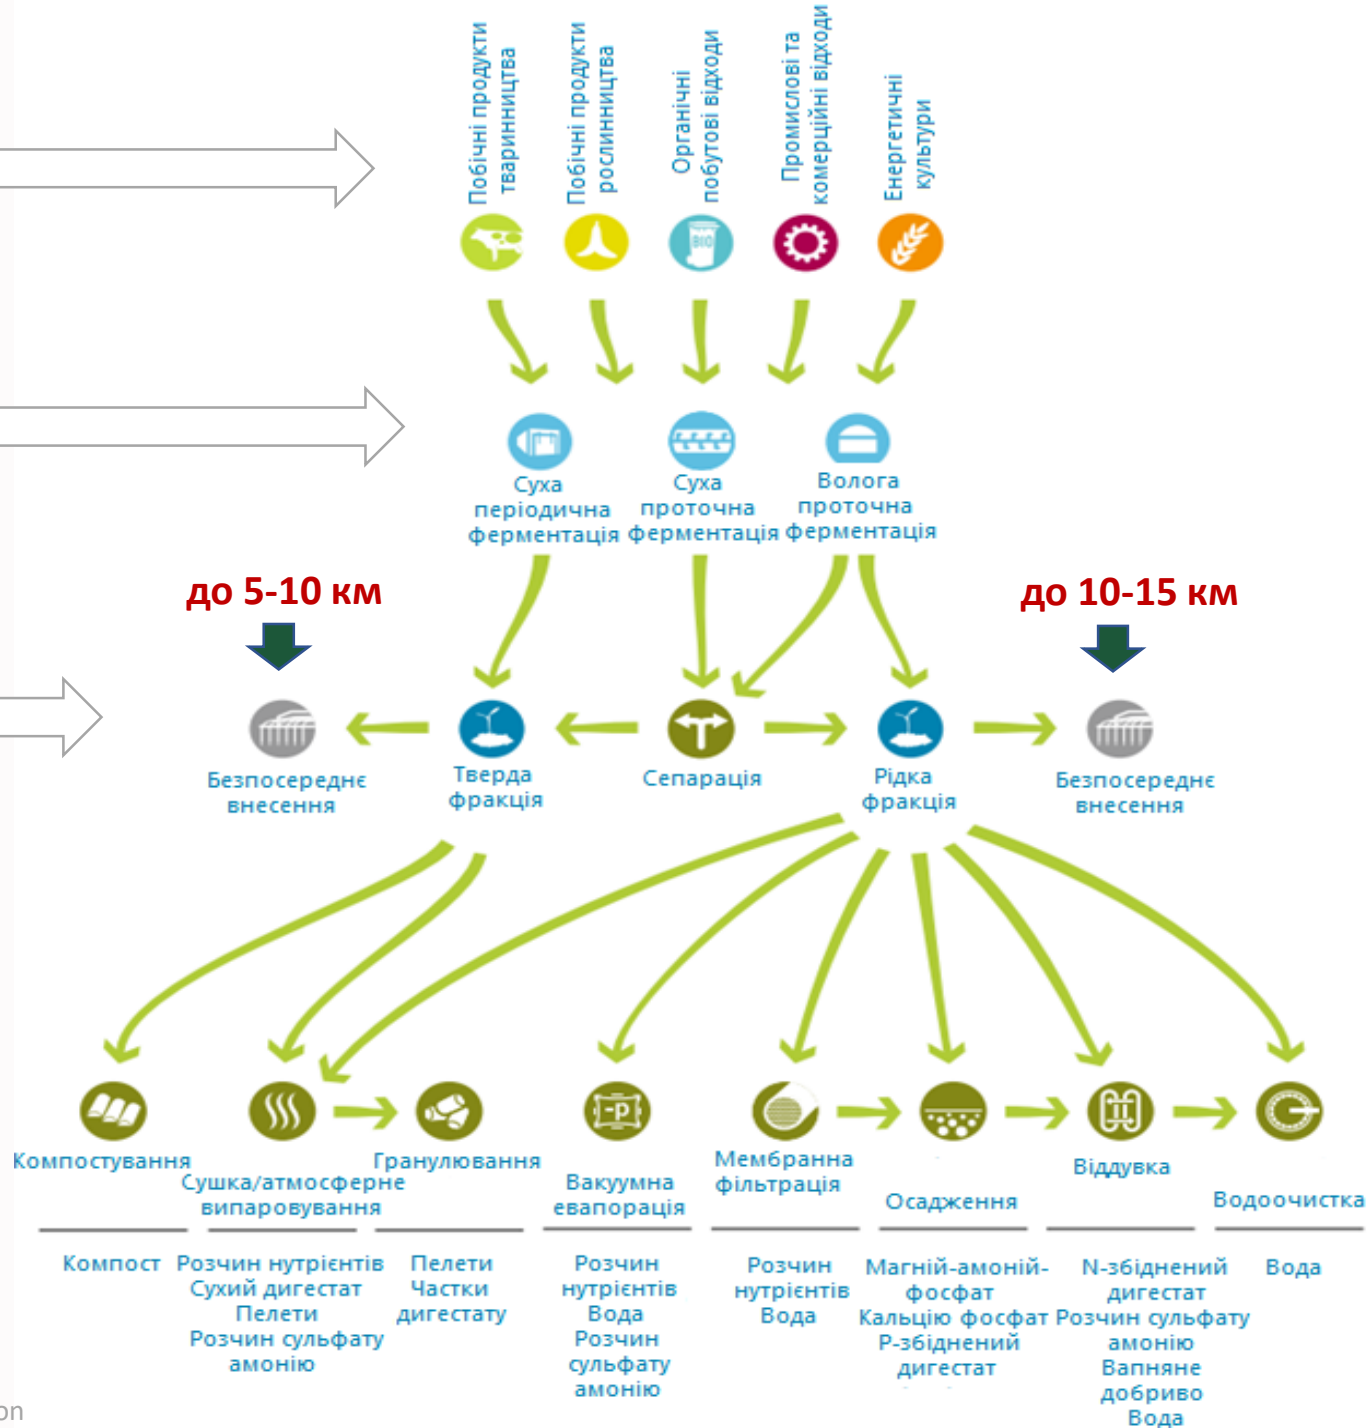 Побічні продукти
тваринництва
Побічні продукти
рослинництва
Органічні
побутові відходи
Промислові та
комерційні відходи
Енергетичні
культури
BIO
Суха
періодична
ферментація
Суха
проточна
ферментація
Волога
проточна
ферментація
до 5-10 км
до 10-15 км
Безпосереднє
внесення
Тверда
фракція
Сепарація
Рідка
фракція
Безпосереднє
внесення
-p
Компостування
Сушка/атмосферне
випаровування
Гранулювання
Вакуумна
евапорація
Мембранна
фільтрація
Осадження
Віддувка
Водоочистка
Компост
Розчин нутрієнтів
Сухий дигестат
Пелети
Розчин сульфату
амонію
Пелети
Частки
дигестату
Розчин
нутрієнтів
Вода
Розчин
сульфату
амонію
Розчин
нутрієнтів
Вода
Магній-амоній-
фосфат
Кальцію фосфат
P-збіднений
дигестат
N-збіднений
дигестат
Розчин сульфату
амонію
Вапняне
добриво
Вода
Вода
on